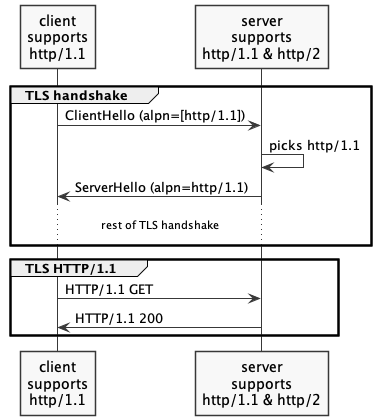 client
supports
http/1.1
server
supports
http/1.1 & http/2
TLS handshake
ClientHello (alpn=[http/1.1])
picks http/1.1
ServerHello (alpn=http/1.1)
rest of TLS handshake
TLS HTTP/1.1
HTTP/1.1 GET
HTTP/1.1 200
client
supports
http/1.1
server
supports
http/1.1 & http/2